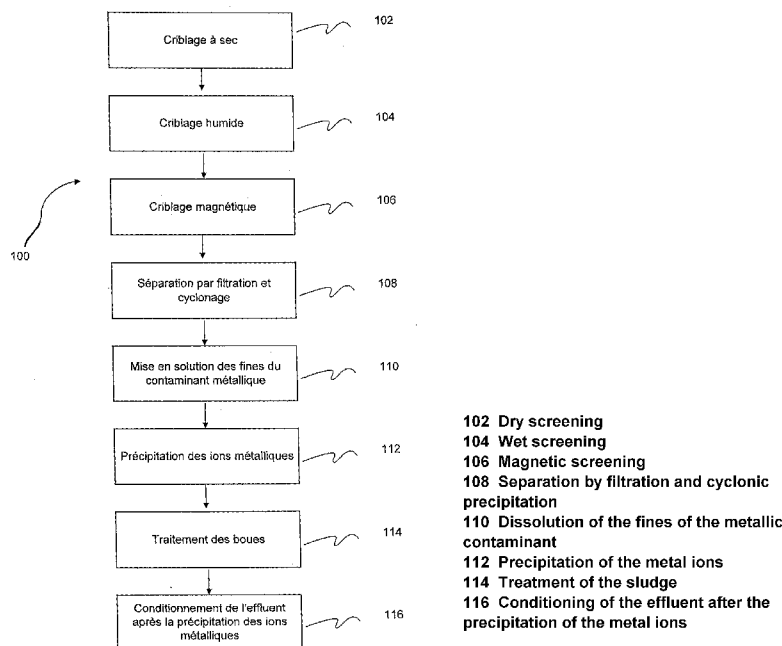 Criblage à sec
102
Criblage humide
104
Criblage magnétique
106
100
Séparation par filtration et
cyclonage
108
Mise en solution des fines du
contaminant métallique
110
Précipitation des ions métalliques
112
Traitement des boues
114
Conditionnement de l'effluent
après la précipitation des ions
métalliques
116
102 Dry screening
104 Wet screening
106 Magnetic screening
108 Separation by filtration and cyclonic
precipitation
110 Dissolution of the fines of the metallic
contaminant
112 Precipitation of the metal ions
114 Treatment of the sludge
116 Conditioning of the effluent after the
precipitation of the metal ions